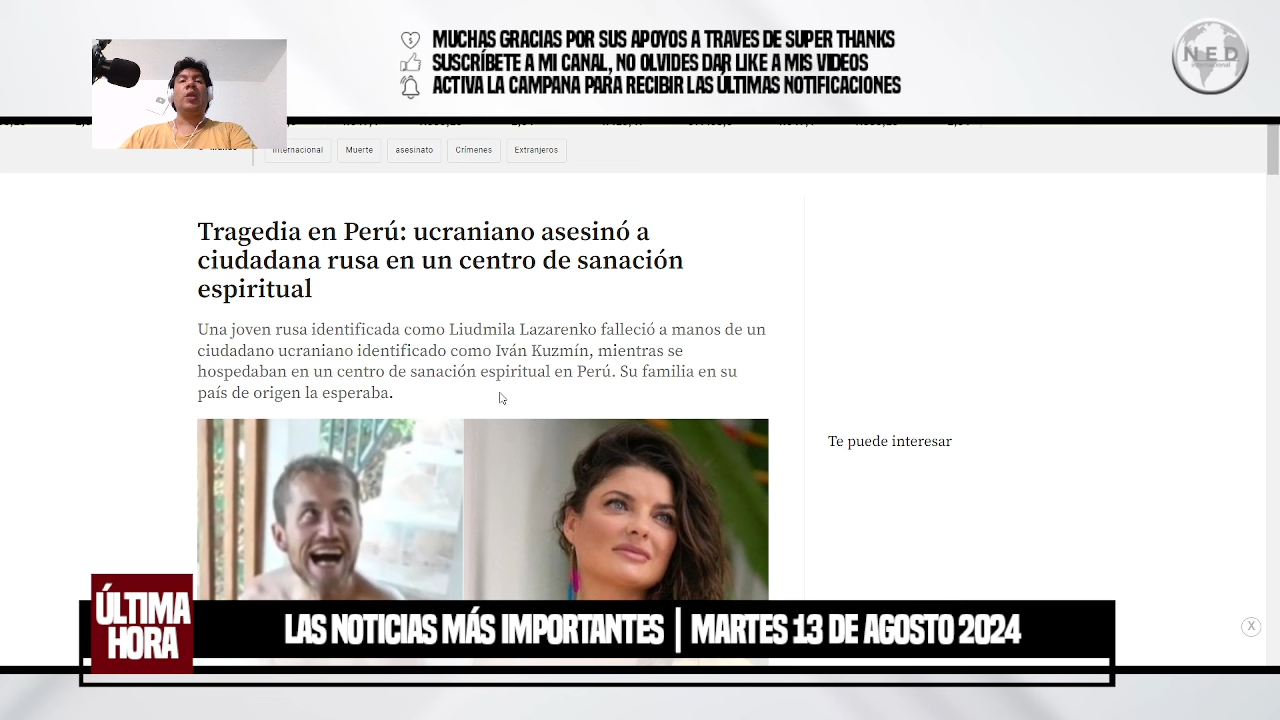 MUCHAS GRACIAS POR SUS APOYOS A TRAVES DE SUPER THANKS
SUSCRÍBETE A MI CANAL, NO OLVIDES DAR LIKE A MIS VIDEOS
ACTIVA LA CAMPANA PARA RECIBIR LAS ÚLTIMAS NOTIFICACIONES
N.E.D
international
Internacional
Muerte
asesinato
Crímenes
Extranjeros
Tragedia en Perú: ucraniano asesinó a
ciudadana rusa en un centro de sanación
espiritual
Una joven rusa identificada como Liudmila Lazarenko falleció a manos de un
ciudadano ucraniano identificado como Iván Kuzmín, mientras se
hospedaban en un centro de sanación espiritual en Perú. Su familia en su
país de origen la esperaba.
Te puede interesar
X
ÚLTIMA
HORA
LAS NOTICIAS MÁS IMPORTANTES | MARTES 13 DE AGOSTO 2024